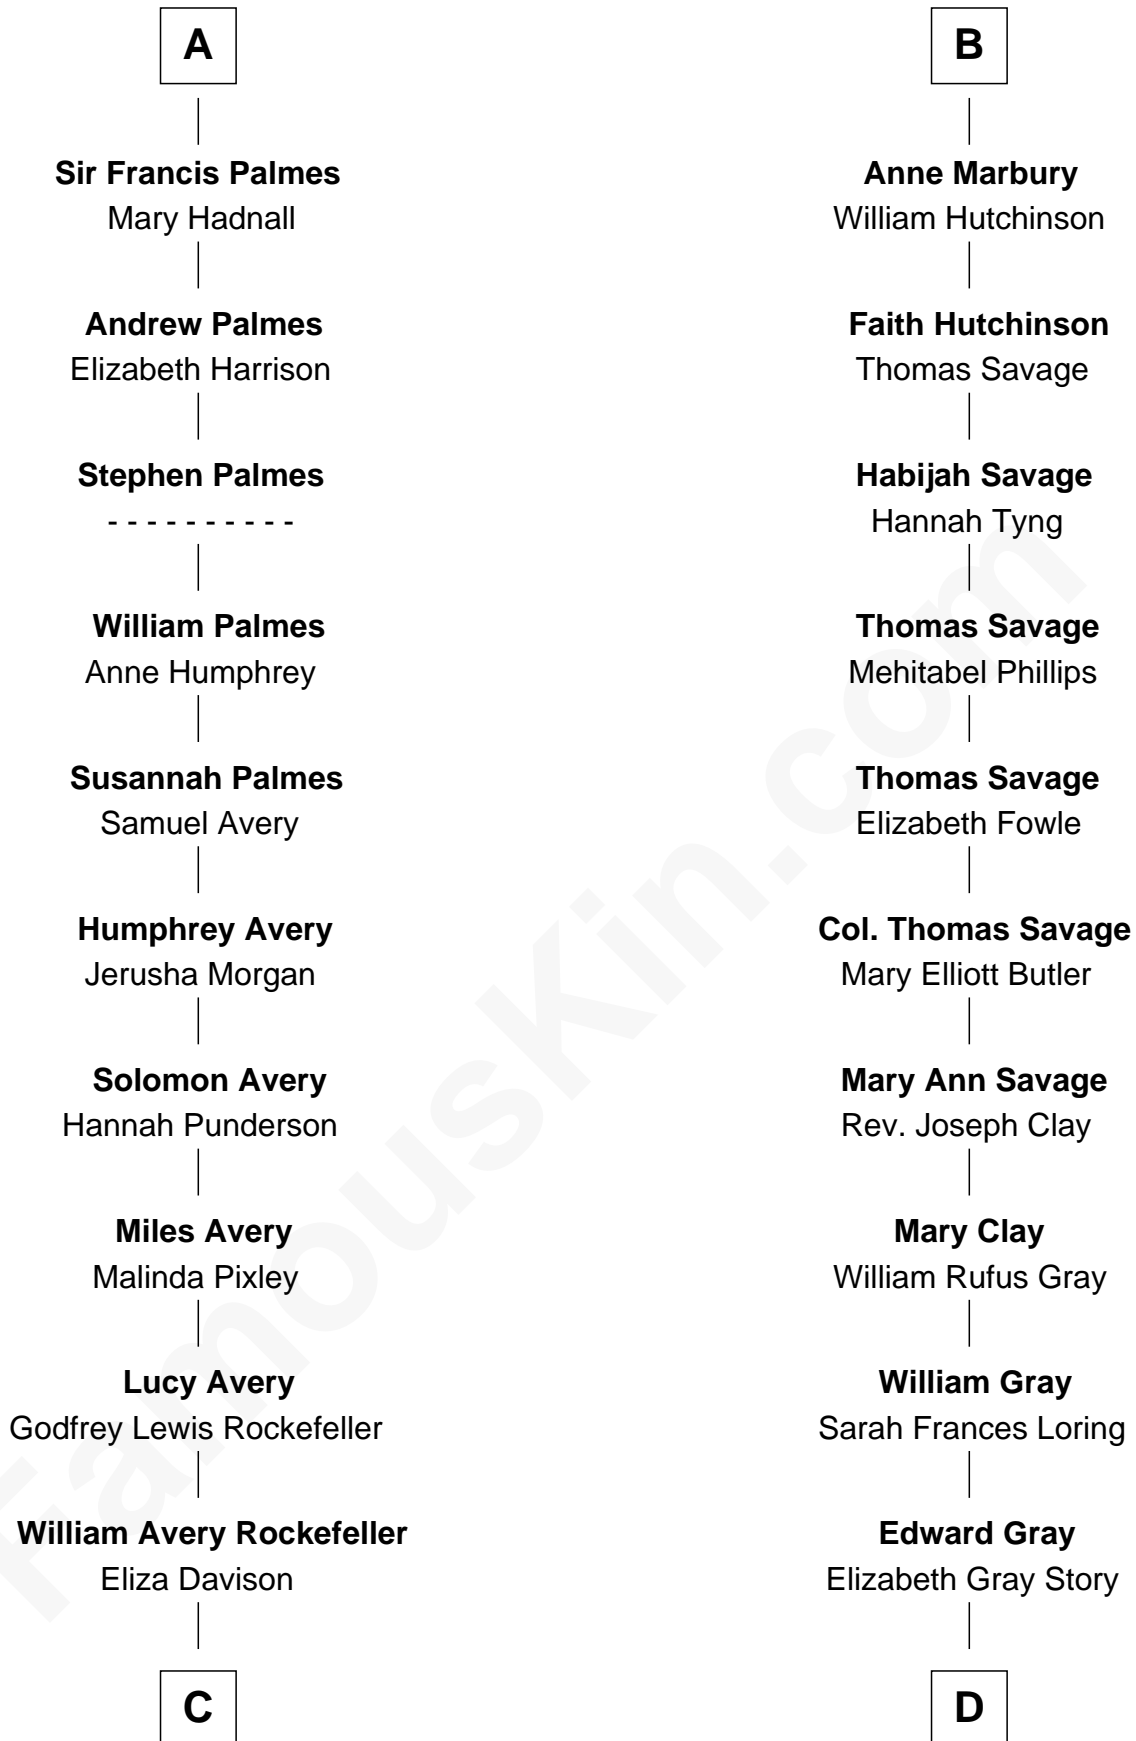 A
Sir Francis Palmes
Mary Hadnall
Andrew Palmes
Elizabeth Harrison
Stephen Palmes
- - - - - - - - - -
William Palmes
Anne Humphrey
Susannah Palmes
Samuel Avery
Humphrey Avery
Jerusha Morgan
Solomon Avery
Hannah Punderson
Miles Avery
Malinda Pixley
Lucy Avery
Godfrey Lewis Rockefeller
William Avery Rockefeller
Eliza Davison
C
B
Anne Marbury
William Hutchinson
Faith Hutchinson
Thomas Savage
Habijah Savage
Hannah Tyng
Thomas Savage
Mehitabel Phillips
Thomas Savage
Elizabeth Fowle
Col. Thomas Savage
Mary Elliott Butler
Mary Ann Savage
Rev. Joseph Clay
Mary Clay
William Rufus Gray
William Gray
Sarah Frances Loring
Edward Gray
Elizabeth Gray Story
D
FamousKin.com